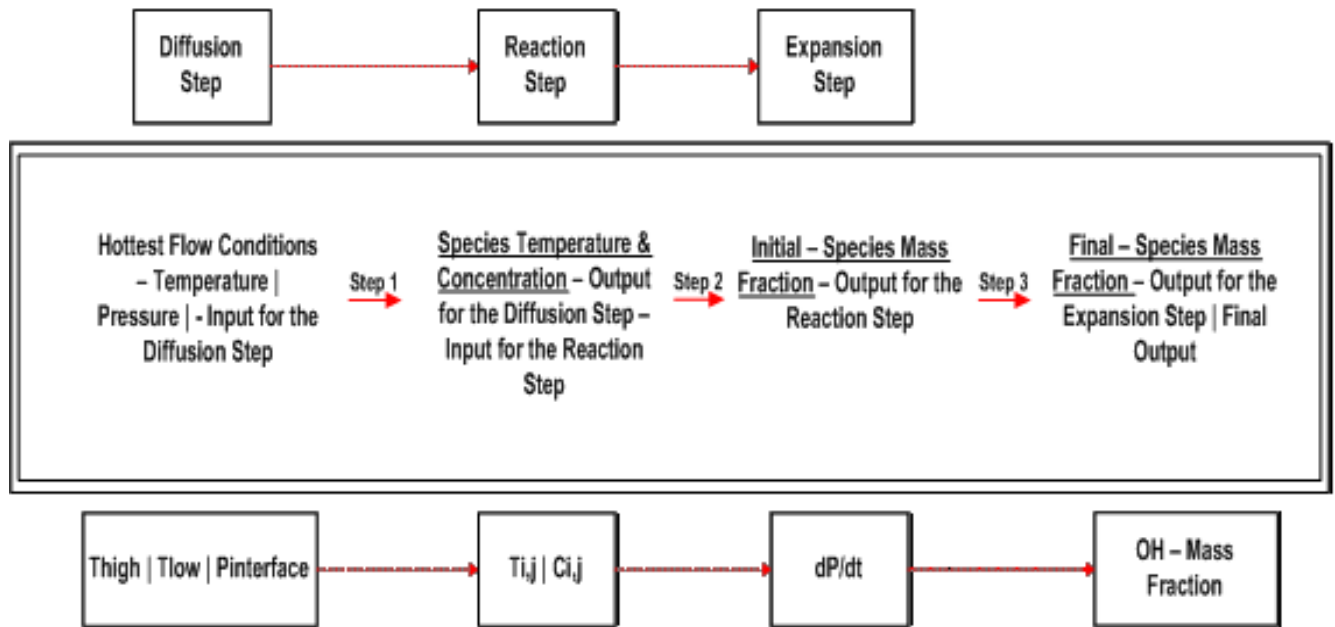 Diffusion
Step
Reaction
Step
Expansion
Step
Hottest Flow Conditions
– Temperature |
Pressure | - Input for the
Diffusion Step
Step 1
Species Temperature &
Concentration – Output
for the Diffusion Step –
Input for the Reaction
Step
Step 2
Initial – Species Mass
Fraction – Output for the
Reaction Step
Step 3
Final – Species Mass
Fraction – Output for the
Expansion Step | Final
Output
Thigh | Tlow | Pinterface
Ti,j | Ci,j
dP/dt
OH – Mass
Fraction